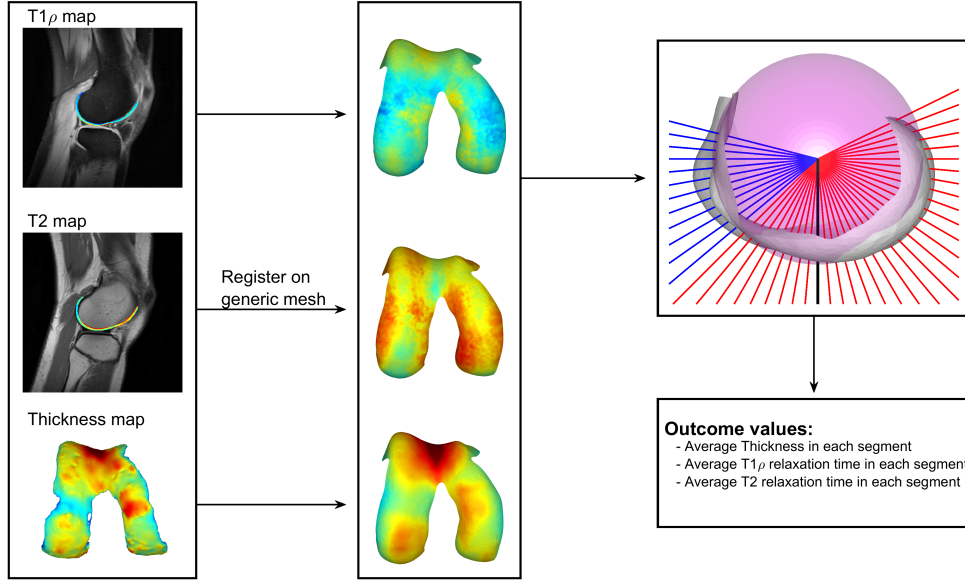 T1ρ map
T2 map
Thickness map
Register on
generic mesh
Outcome values:
- Average Thickness in each segment
- Average T1ρ relaxation time in each segment
- Average T2 relaxation time in each segment